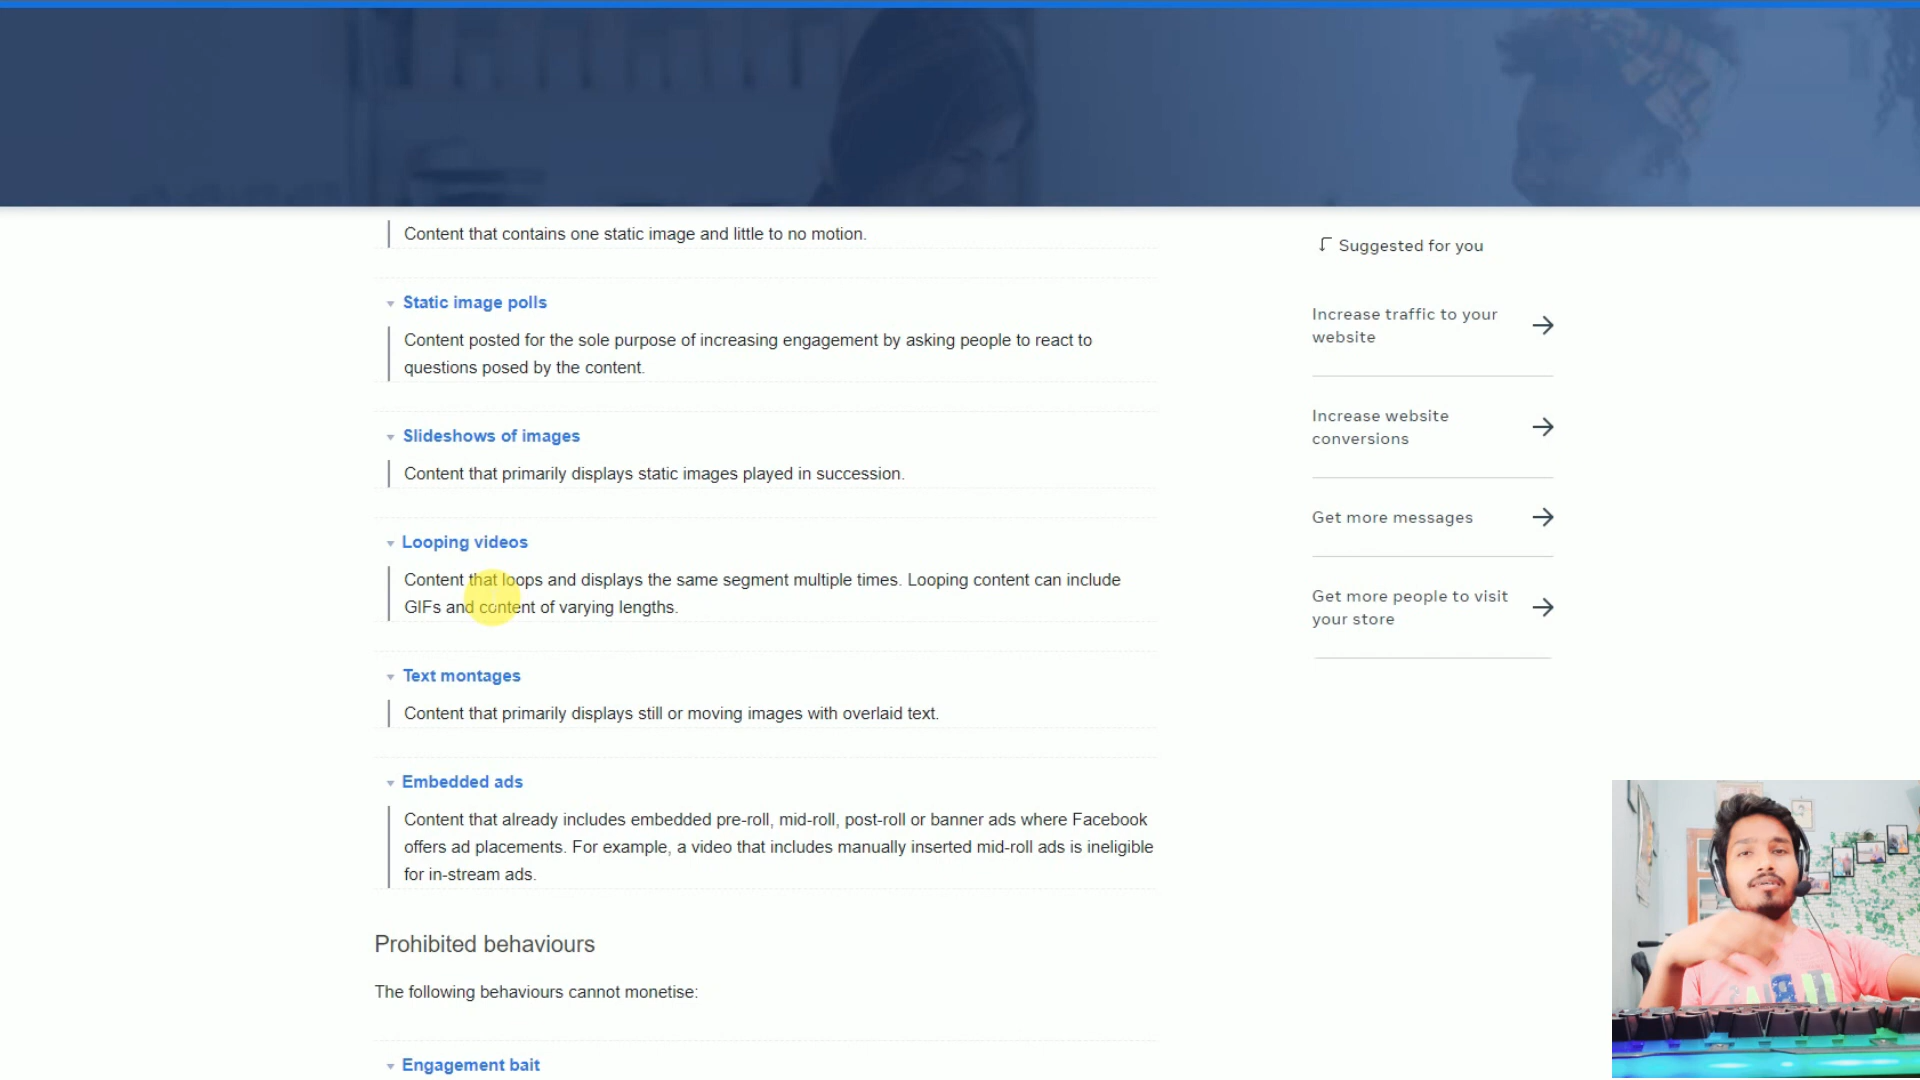 Content that contains one static image and little to no motion.
Static image polls
Content posted for the sole purpose of increasing engagement by asking people to react to
questions posed by the content.
Slideshows of images
Content that primarily displays static images played in succession.
Looping videos
Content that loops and displays the same segment multiple times. Looping content can include
GIFs and content of varying lengths.
Text montages
Content that primarily displays still or moving images with overlaid text.
Embedded ads
Content that already includes embedded pre-roll, mid-roll, post-roll or banner ads where Facebook
offers ad placements. For example, a video that includes manually inserted mid-roll ads is ineligible
for in-stream ads.
Prohibited behaviours
The following behaviours cannot monetise:
Engagement bait
Suggested for you
Increase traffic to your
website
Increase website
conversions
Get more messages
Get more people to visit
your store